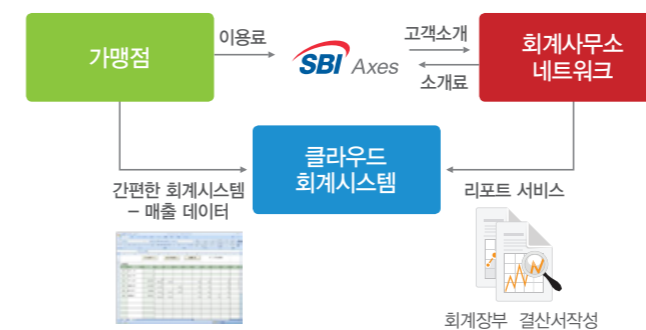 가맹점
이용료
SBI Axes
고객소개
소개료
회계사무소
네트워크
클라우드
회계시스템
간편한 회계시스템
– 매출 데이터
리포트 서비스
회계장부 결산서작성